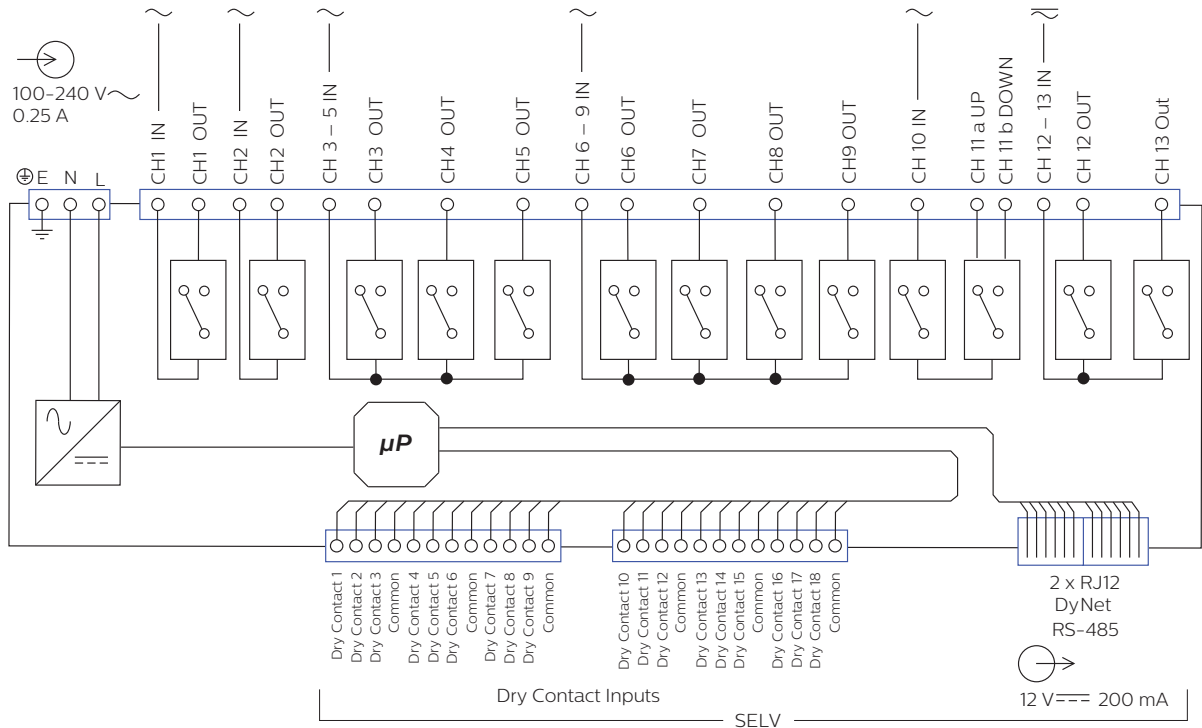 100-240 V
0.25 A
E
N
L
CH1 IN
CH1 OUT
CH2 IN
CH2 OUT
CH 3 – 5 IN
CH3 OUT
CH4 OUT
CH5 OUT
CH 6 – 9 IN
CH6 OUT
CH7 OUT
CH8 OUT
CH9 OUT
CH 10 IN
CH 11 a UP
CH 11 b DOWN
CH 12 – 13 IN
CH 12 OUT
CH 13 Out
µP
Dry Contact 1
Dry Contact 2
Dry Contact 3
Common
Dry Contact 4
Dry Contact 5
Dry Contact 6
Common
Dry Contact 7
Dry Contact 8
Dry Contact 9
Common
Dry Contact 10
Dry Contact 11
Dry Contact 12
Common
Dry Contact 13
Dry Contact 14
Dry Contact 15
Common
Dry Contact 16
Dry Contact 17
Dry Contact 18
Common
2 x RJ12
DyNet
RS-485
12 V 200 mA
Dry Contact Inputs
SELV